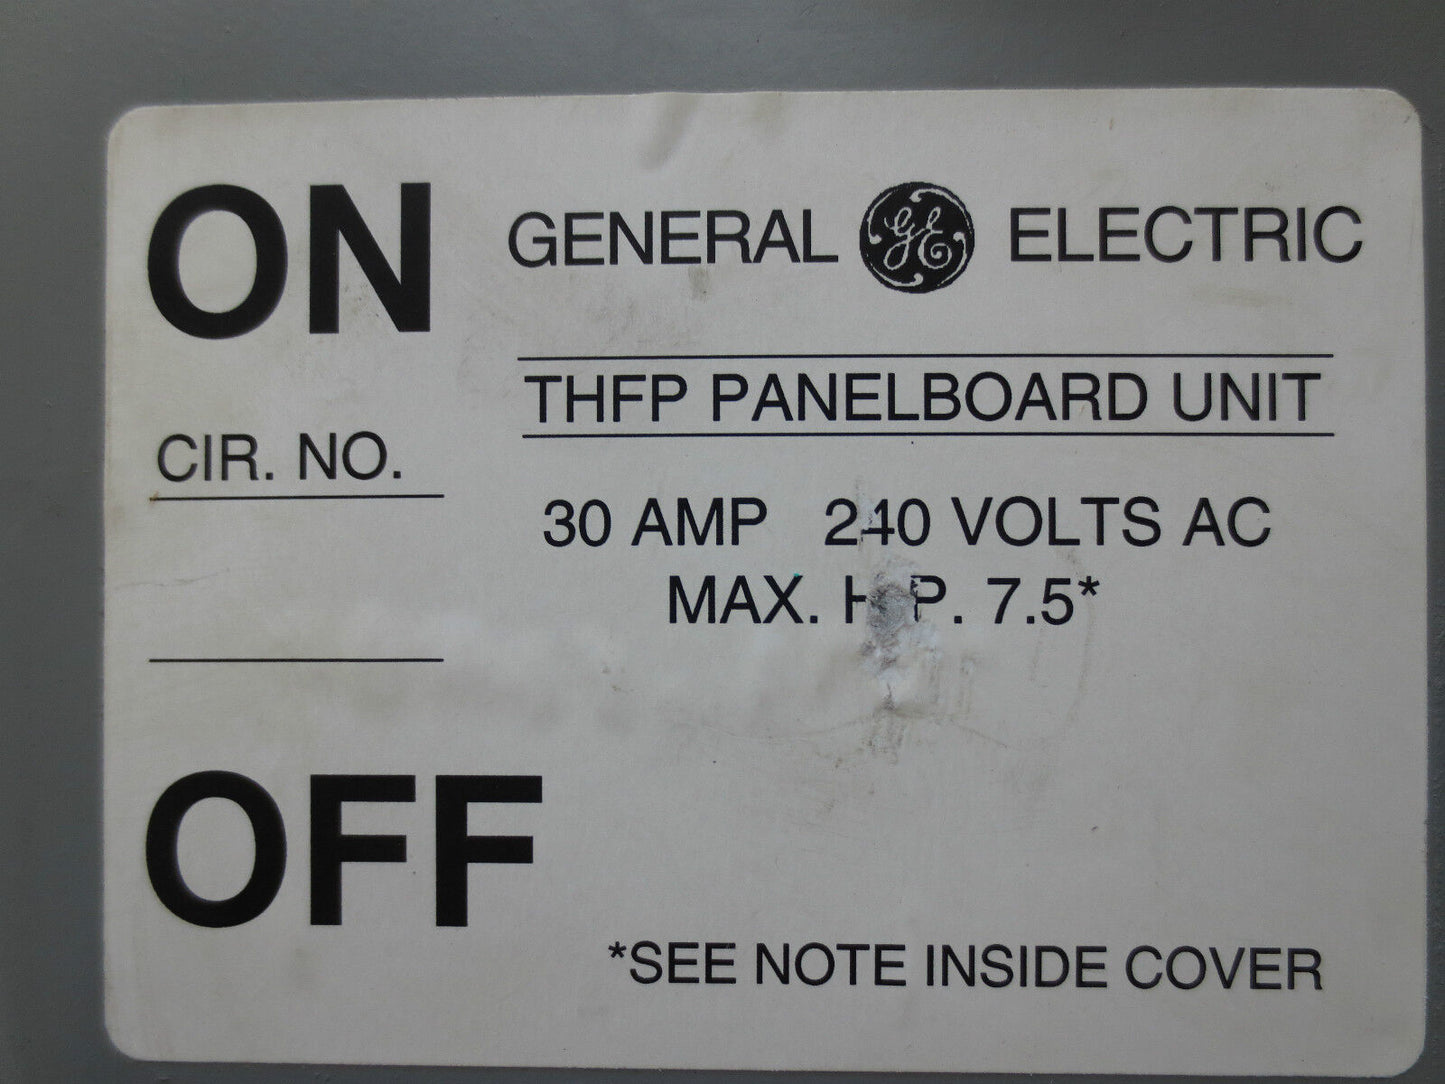 ON
GENERAL GE ELECTRIC
THFP PANELBOARD UNIT
CIR. NO.
30 AMP 240 VOLTS AC
MAX. H.P. 7.5*
OFF
*SEE NOTE INSIDE COVER